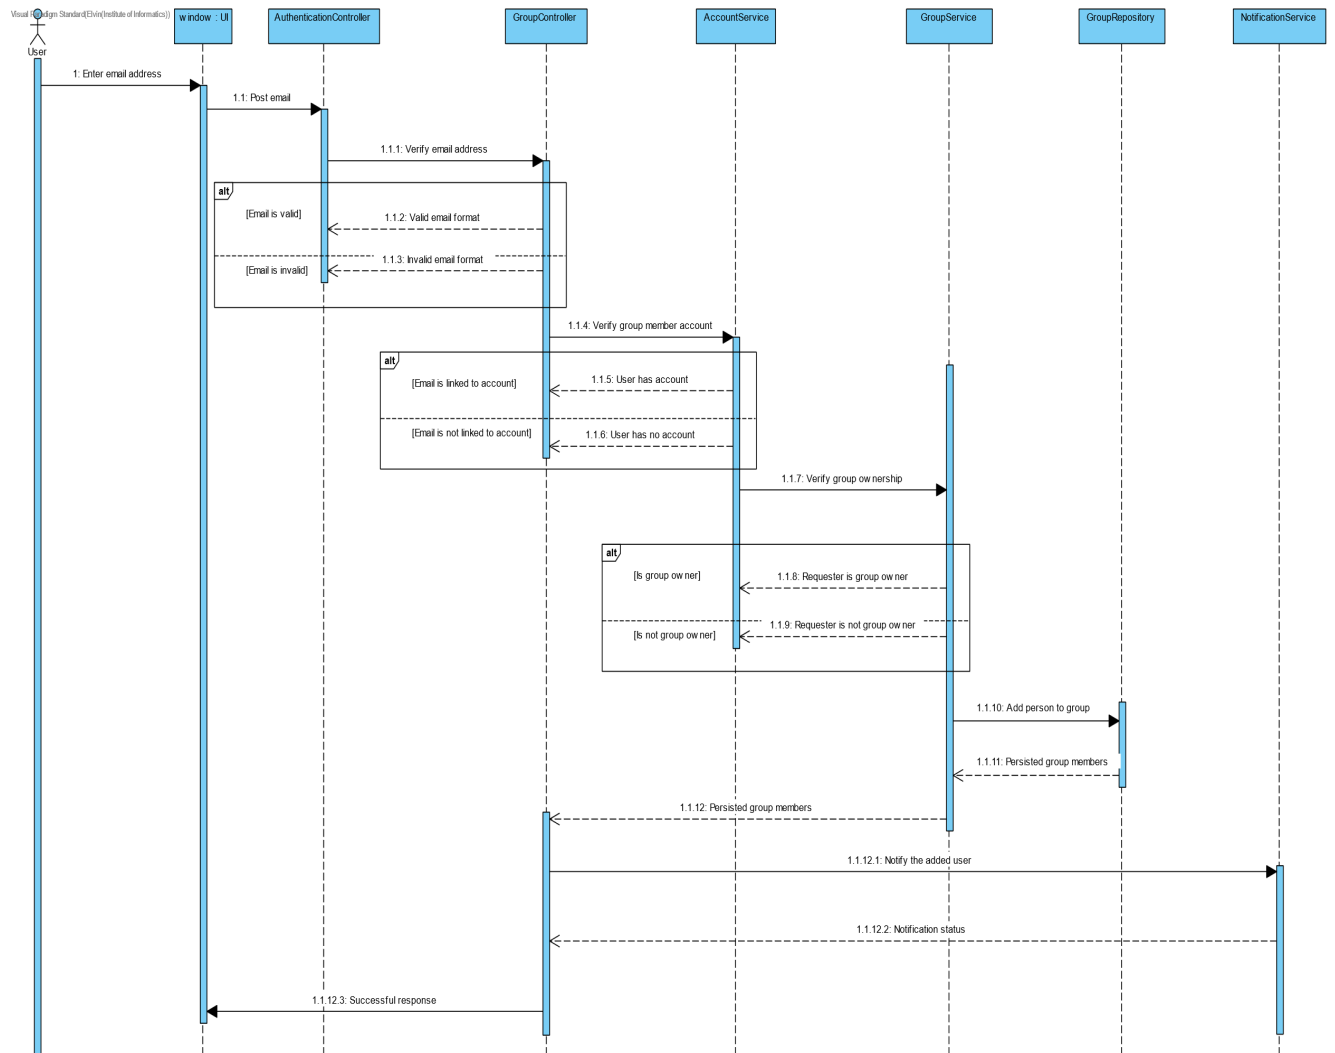 Visual Paradigm Standard(Elvin(Institute of Informatics))
User
window : UI
AuthenticationController
GroupController
AccountService
GroupService
GroupRepository
NotificationService
1: Enter email address
1.1: Post email
1.1.1: Verify email address
alt
[Email is valid]
1.1.2: Valid email format
1.1.3: Invalid email format
[Email is invalid]
1.1.4: Verify group member account
alt
[Email is linked to account]
1.1.5: User has account
[Email is not linked to account]
1.1.6: User has no account
1.1.7: Verify group ownership
alt
[Is group owner]
1.1.8: Requester is group owner
1.1.9: Requester is not group owner
[Is not group owner]
1.1.10: Add person to group
1.1.11: Persisted group members
1.1.12: Persisted group members
1.1.12.1: Notify the added user
1.1.12.2: Notification status
1.1.12.3: Successful response